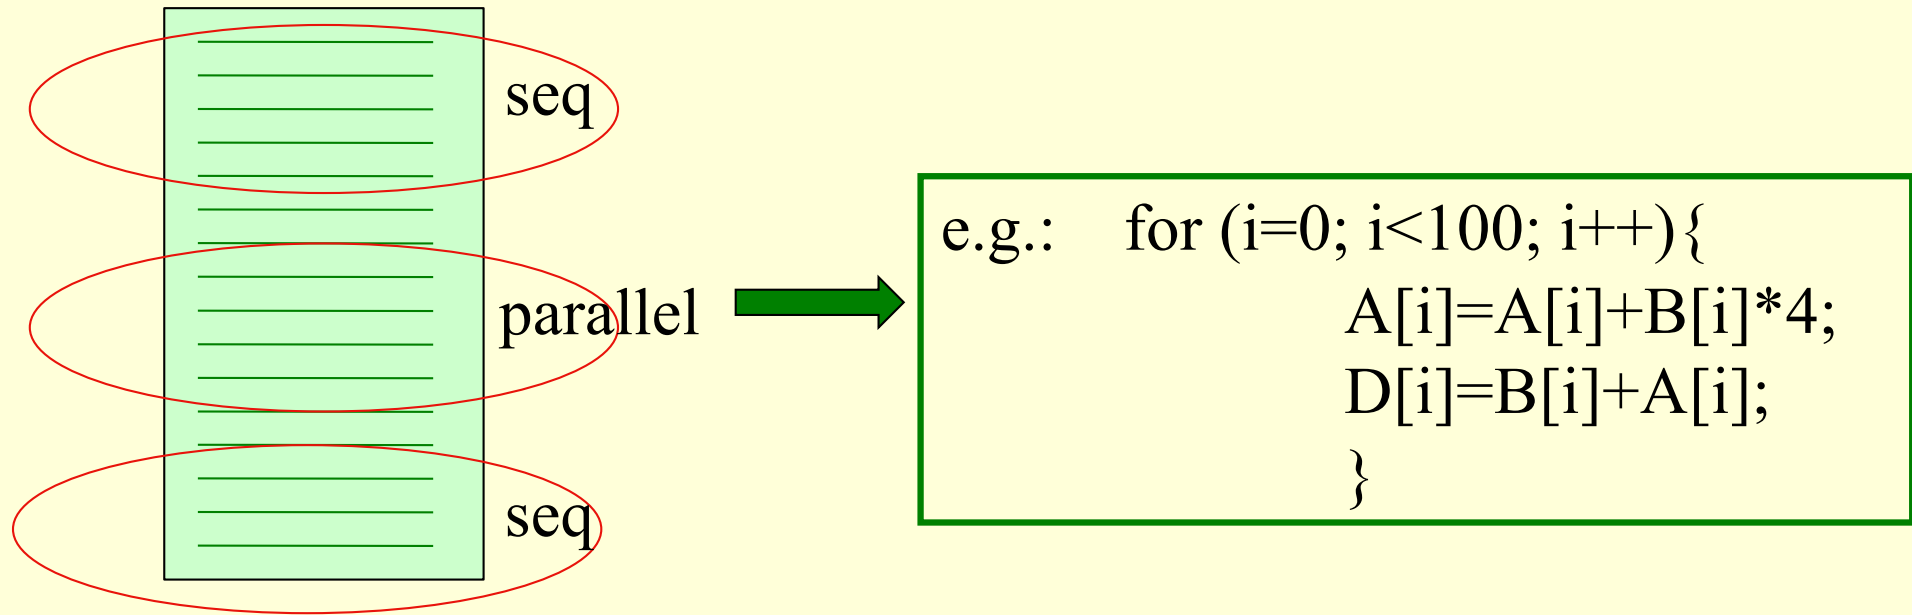 seq
parallel
seq
e.g.: for (i=0; i<100; i++){
A[i]=A[i]+B[i]*4;
D[i]=B[i]+A[i];
}